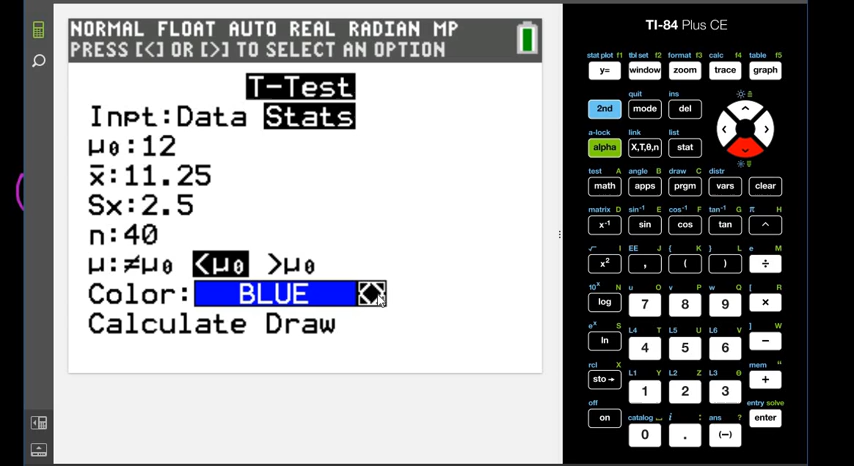 NORMAL FLOAT AUTO REAL RADIAN MP
PRESS [<] OR [>] TO SELECT AN OPTION
T-Test
Inpt:Data Stats
μ₀:12
x̄:11.25
Sx:2.5
n:40
μ:≠μ₀ <μ₀ >μ₀
Color: BLUE
Calculate Draw
TI-84 Plus CE
stat plot f1 tbl set f2 format f3 calc f4 table f5
y= window zoom trace graph
quit ins
2nd mode del
a-lock link list
alpha X,T,θ,n stat
test A angle B draw C distr
math apps prgm vars clear
matrix D sin⁻¹ E cos⁻¹ F tan⁻¹ G π H
x⁻¹ sin cos tan ^
√ I EE J { K } L e M
x² , ( ) ÷
10ˣ N u O v P w Q [ R
log 7 8 9 ×
eˣ S L4 T L5 U L6 V ] W
ln 4 5 6 −
rcl X L1 Y L2 Z L3 θ mem "
sto→ 1 2 3 +
off catalog ⎵ i : ans ? entry solve
on 0 . (−) enter